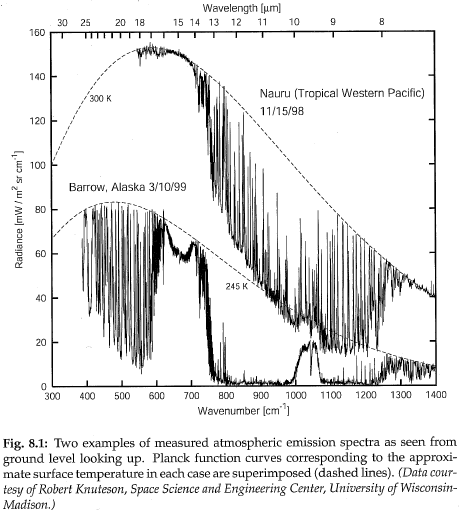 Wavelength [µm]
30 25 20 18 15 14 13 12 11 10 9 8
160
140
120
100
80
60
40
20
0
Radiance [mW / m² sr cm⁻¹]
300 K
Nauru (Tropical Western Pacific)
11/15/98
Barrow, Alaska 3/10/99
245 K
300 400 500 600 700 800 900 1000 1100 1200 1300 1400
Wavenumber [cm⁻¹]
Fig. 8.1: Two examples of measured atmospheric emission spectra as seen from
ground level looking up. Planck function curves corresponding to the approxi-
mate surface temperature in each case are superimposed (dashed lines). (Data cour-
tesy of Robert Knuteson, Space Science and Engineering Center, University of Wisconsin-
Madison.)